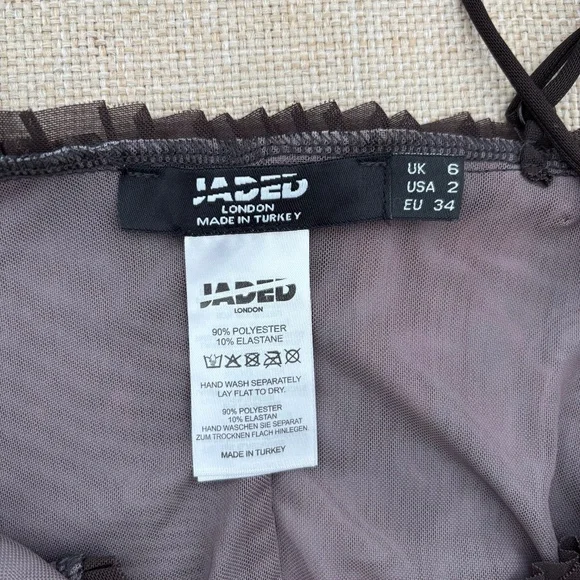 JADED
LONDON
MADE IN TURKEY
UK 6
USA 2
EU 34
JADED
LONDON
90% POLYESTER
10% ELASTANE
HAND WASH SEPARATELY
LAY FLAT TO DRY.
90% POLYESTER
10% ELASTAN
HAND WASCHEN SIE SEPARAT
ZUM TROCKNEN FLACH HINLEGEN.
MADE IN TURKEY